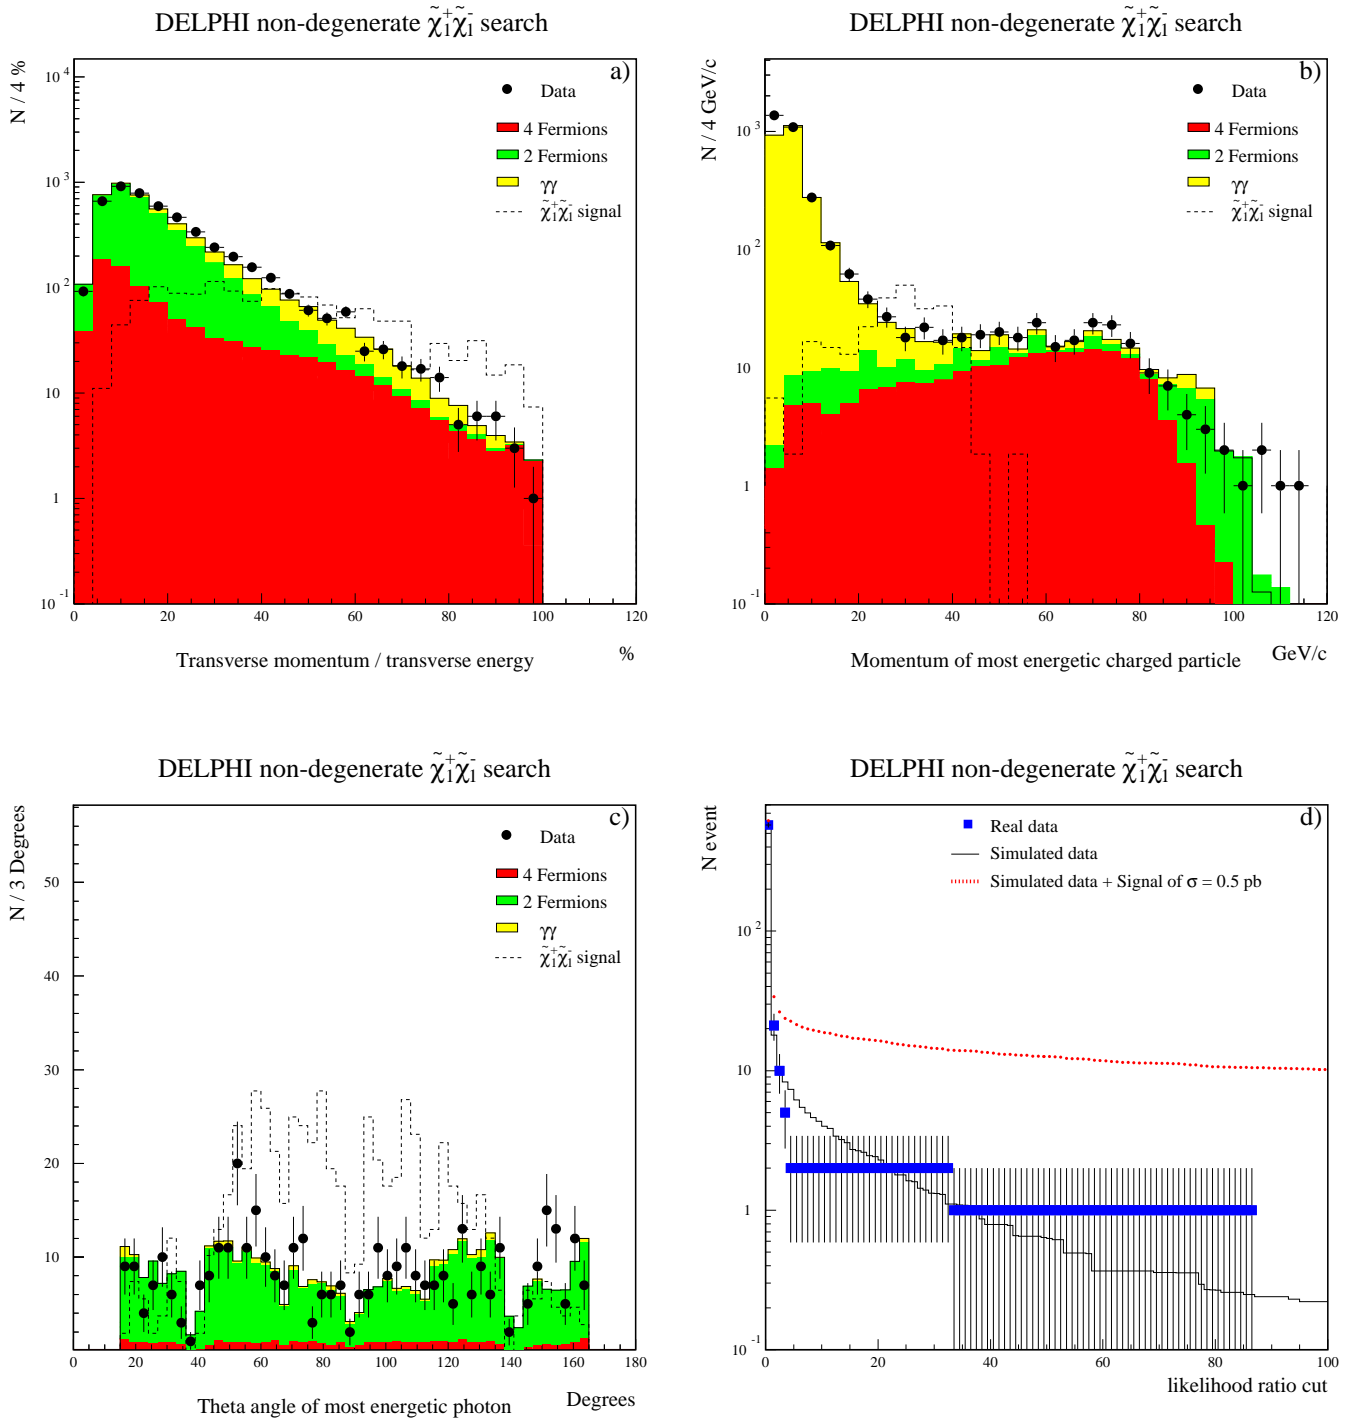 DELPHI non-degenerate χ̃₁⁺χ̃₁⁻ search
a)
N / 4 %
Data
4 Fermions
2 Fermions
γγ
χ̃₁⁺χ̃₁⁻ signal
10⁴
10³
10²
10
1
10⁻¹
0 20 40 60 80 100 120
Transverse momentum / transverse energy %
DELPHI non-degenerate χ̃₁⁺χ̃₁⁻ search
b)
N / 4 GeV/c
Data
4 Fermions
2 Fermions
γγ
χ̃₁⁺χ̃₁⁻ signal
10³
10²
10
1
10⁻¹
0 20 40 60 80 100 120
Momentum of most energetic charged particle GeV/c
DELPHI non-degenerate χ̃₁⁺χ̃₁⁻ search
c)
N / 3 Degrees
Data
4 Fermions
2 Fermions
γγ
χ̃₁⁺χ̃₁⁻ signal
50
40
30
20
10
0 20 40 60 80 100 120 140 160 180
Theta angle of most energetic photon Degrees
DELPHI non-degenerate χ̃₁⁺χ̃₁⁻ search
d)
N event
Real data
Simulated data
Simulated data + Signal of σ = 0.5 pb
10²
10
1
10⁻¹
0 20 40 60 80 100
likelihood ratio cut